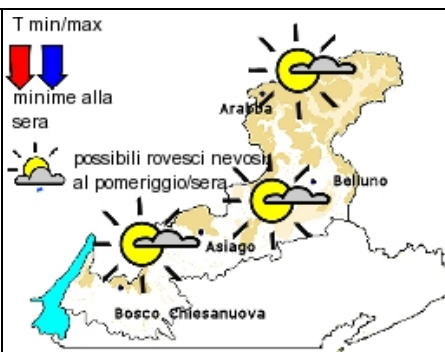 T min/max
minime alla
sera
possibili rovesci nevosi
al pomeriggio/sera
Arabba
Belluno
Asiago
Bosco Chiesanuova